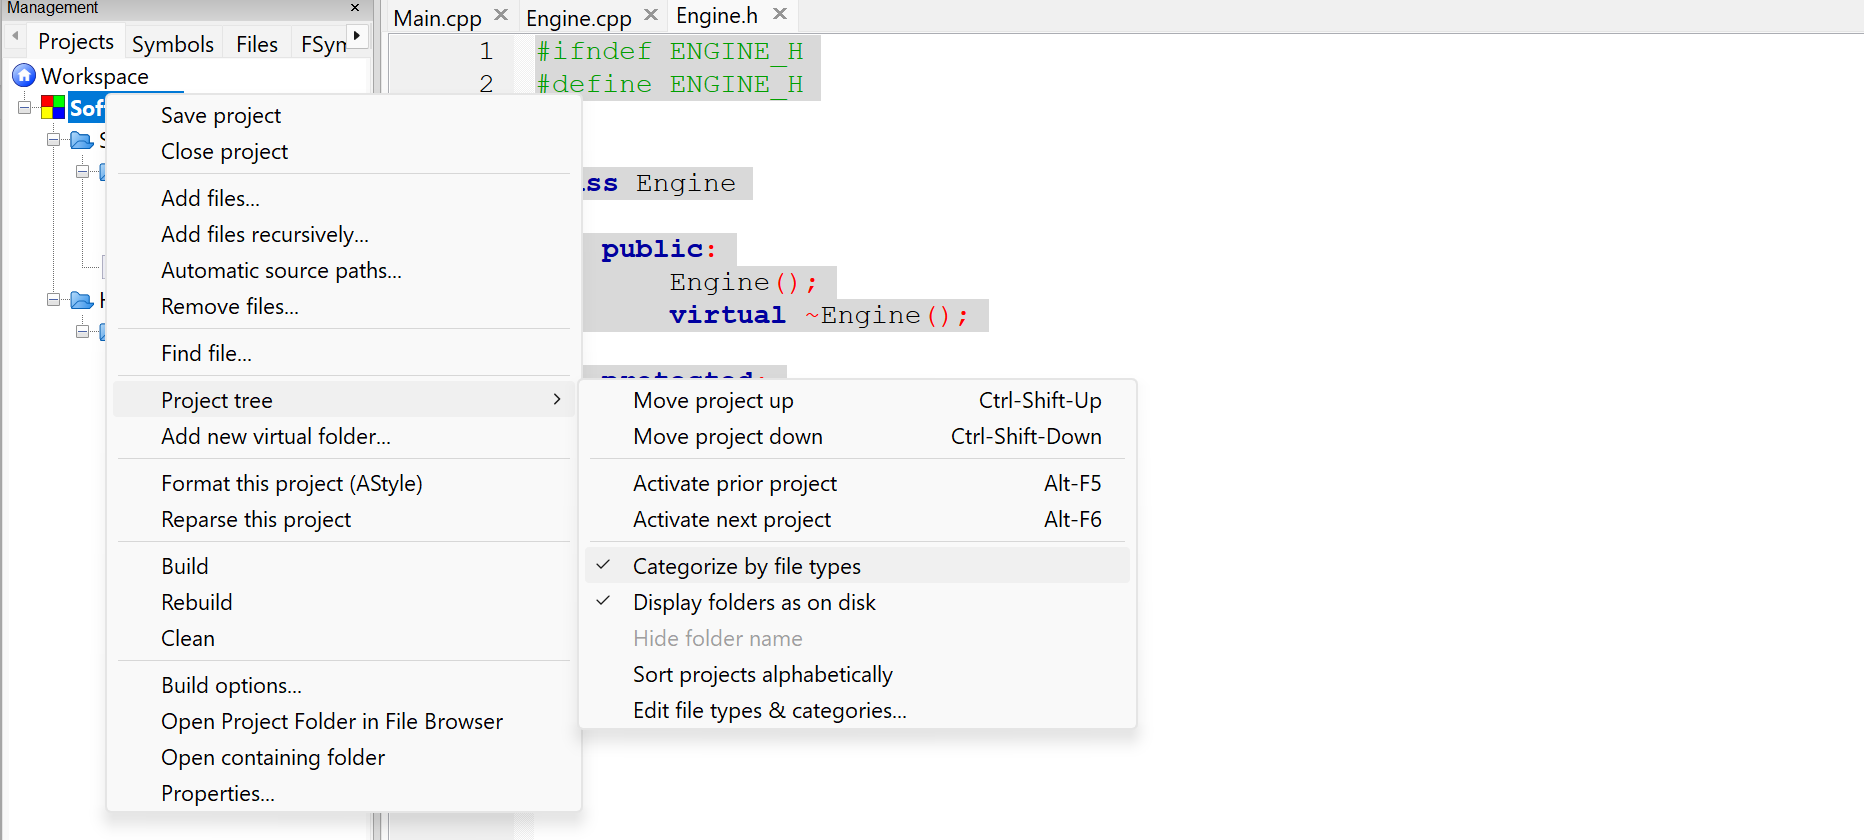 Management
Projects Symbols Files
Main.cpp Engine.cpp Engine.h
Workspace
1 #ifndef ENGINE_H
2 #define ENGINE_H
Engine
public:
Engine();
virtual ~Engine();
protected:
Save project
Close project
Add files...
Add files recursively...
Automatic source paths...
Remove files...
Find file...
Project tree
Add new virtual folder...
Format this project (AStyle)
Reparse this project
Build
Rebuild
Clean
Build options...
Open Project Folder in File Browser
Open containing folder
Properties...
Move project up Ctrl-Shift-Up
Move project down Ctrl-Shift-Down
Activate prior project Alt-F5
Activate next project Alt-F6
Categorize by file types
Display folders as on disk
Hide folder name
Sort projects alphabetically
Edit file types & categories...